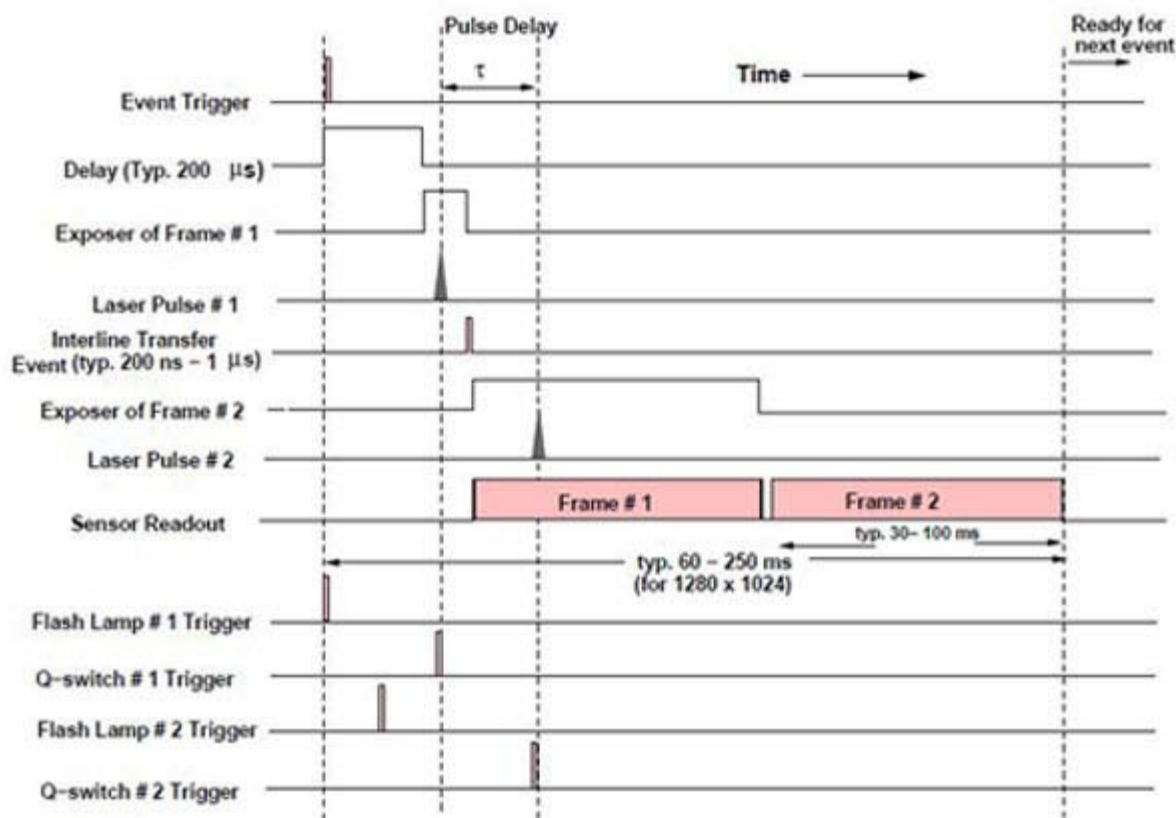 Pulse Delay
Ready for
next event
τ
Time
Event Trigger
Delay (Typ. 200 μs)
Exposer of Frame # 1
Laser Pulse # 1
Interline Transfer
Event (typ. 200 ns – 1 μs)
Exposer of Frame # 2
Laser Pulse # 2
Frame # 1
Frame # 2
Sensor Readout
typ. 30– 100 ms
typ. 60 – 250 ms
(for 1280 x 1024)
Flash Lamp # 1 Trigger
Q–switch # 1 Trigger
Flash Lamp # 2 Trigger
Q–switch # 2 Trigger